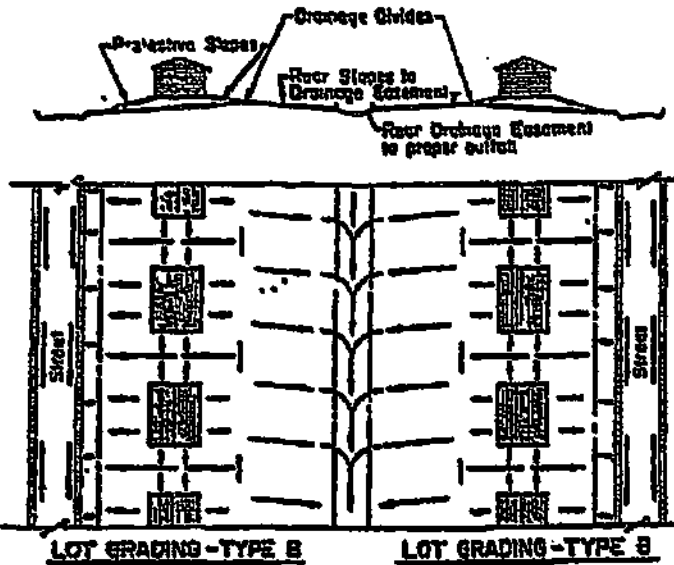 Drainage Divides
Protective Slopes
Rear Slopes to
Drainage Easement
Rear Drainage Easement
to proper outfall
Street
Street
LOT GRADING - TYPE B
LOT GRADING - TYPE B